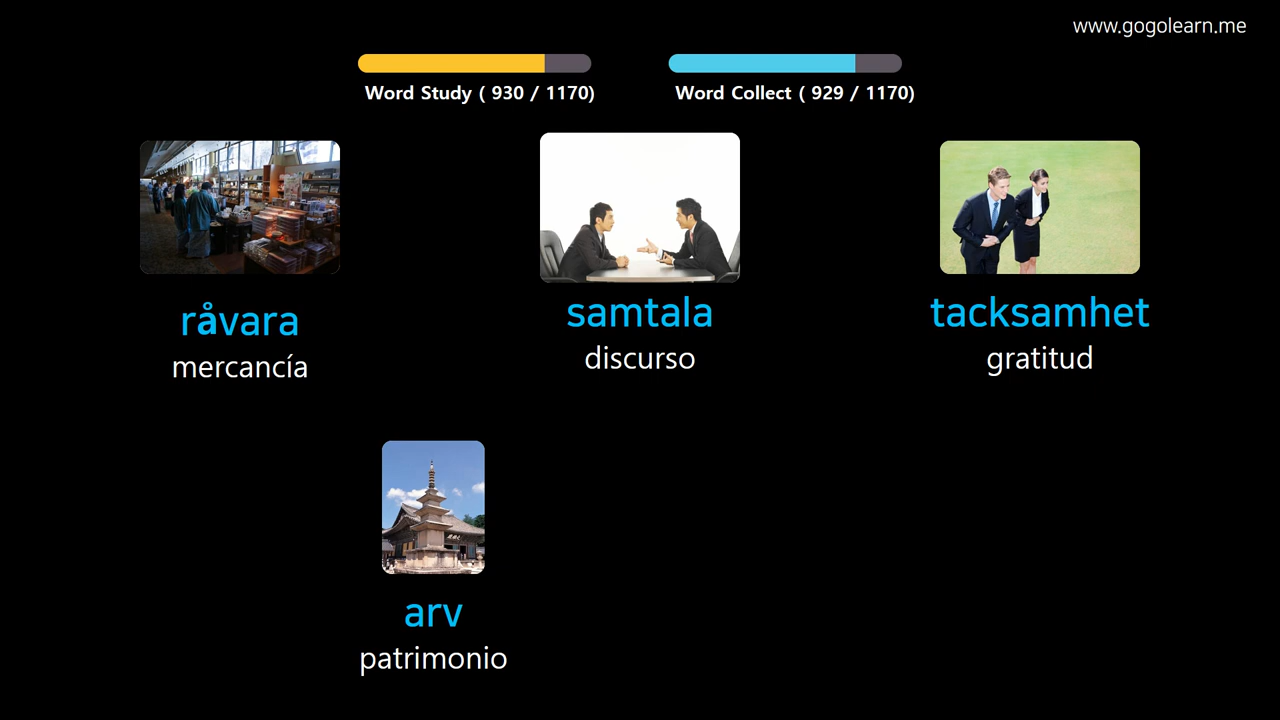 www.gogolearn.me
Word Study ( 930 / 1170)
Word Collect ( 929 / 1170)
råvara
mercancía
samtala
discurso
tacksamhet
gratitud
arv
patrimonio